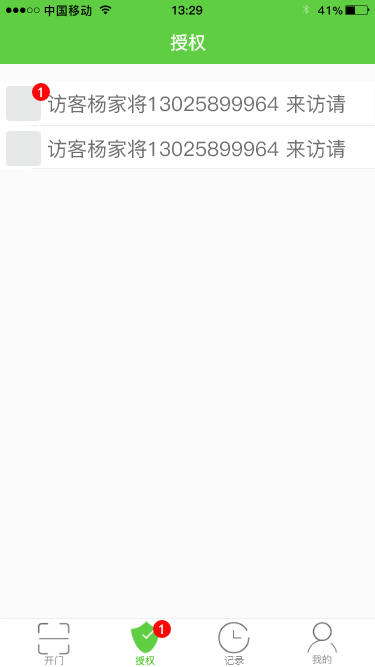 中国移动 13:29 41%
授权
1
访客杨家将13025899964 来访请
访客杨家将13025899964 来访请
1
开门 授权 记录 我的